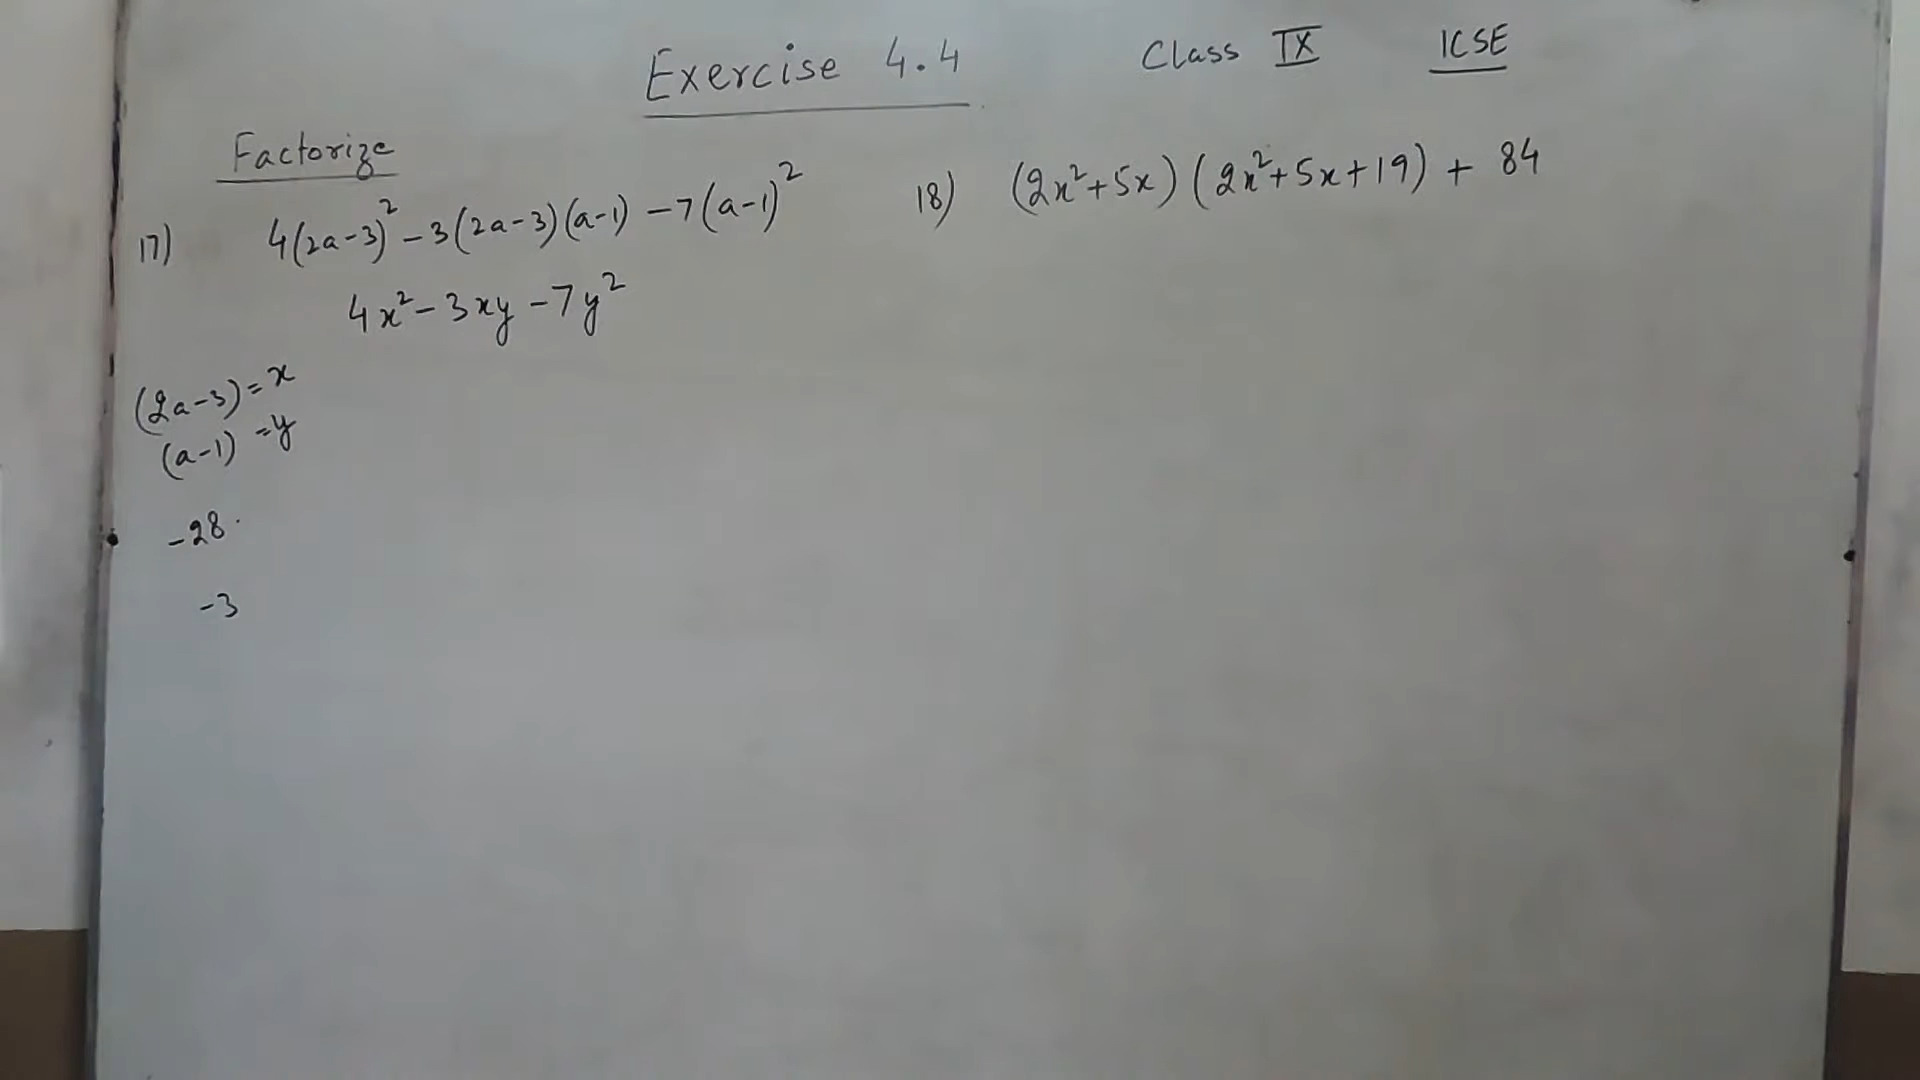 Exercise 4.4 Class IX ICSE
Factorize
17) 4(2a-3)² - 3(2a-3)(a-1) - 7(a-1)²
4x² - 3xy - 7y²
(2a-3) = x
(a-1) = y
-28
-3
18) (2x²+5x)(2x²+5x+19) + 84